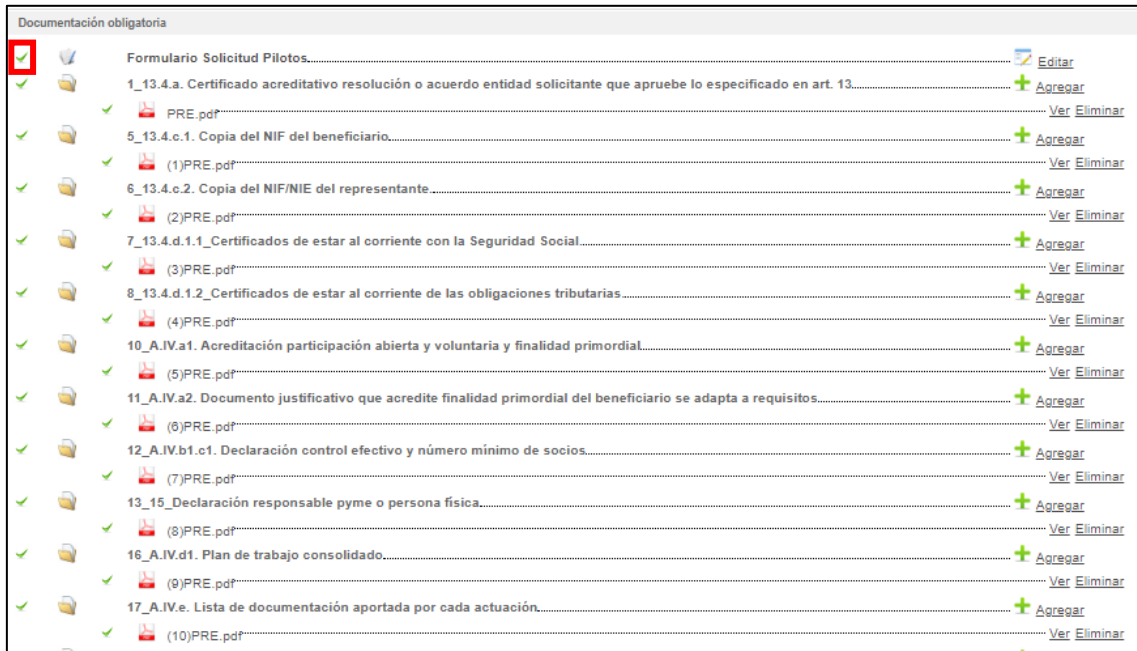 Documentación obligatoria
Formulario Solicitud Pilotos Editar
1_13.4.a. Certificado acreditativo resolución o acuerdo entidad solicitante que apruebe lo especificado en art. 13 Agregar
PRE.pdf Ver Eliminar
5_13.4.c.1. Copia del NIF del beneficiario Agregar
(1)PRE.pdf Ver Eliminar
6_13.4.c.2. Copia del NIF/NIE del representante. Agregar
(2)PRE.pdf Ver Eliminar
7_13.4.d.1.1_Certificados de estar al corriente con la Seguridad Social Agregar
(3)PRE.pdf Ver Eliminar
8_13.4.d.1.2_Certificados de estar al corriente de las obligaciones tributarias Agregar
(4)PRE.pdf Ver Eliminar
10_A.IV.a1. Acreditación participación abierta y voluntaria y finalidad primordial Agregar
(5)PRE.pdf Ver Eliminar
11_A.IV.a2. Documento justificativo que acredite finalidad primordial del beneficiario se adapta a requisitos Agregar
(6)PRE.pdf Ver Eliminar
12_A.IV.b1.c1. Declaración control efectivo y número mínimo de socios Agregar
(7)PRE.pdf Ver Eliminar
13_15_Declaración responsable pyme o persona física Agregar
(8)PRE.pdf Ver Eliminar
16_A.IV.d1. Plan de trabajo consolidado Agregar
(9)PRE.pdf Ver Eliminar
17_A.IV.e. Lista de documentación aportada por cada actuación Agregar
(10)PRE.pdf Ver Eliminar